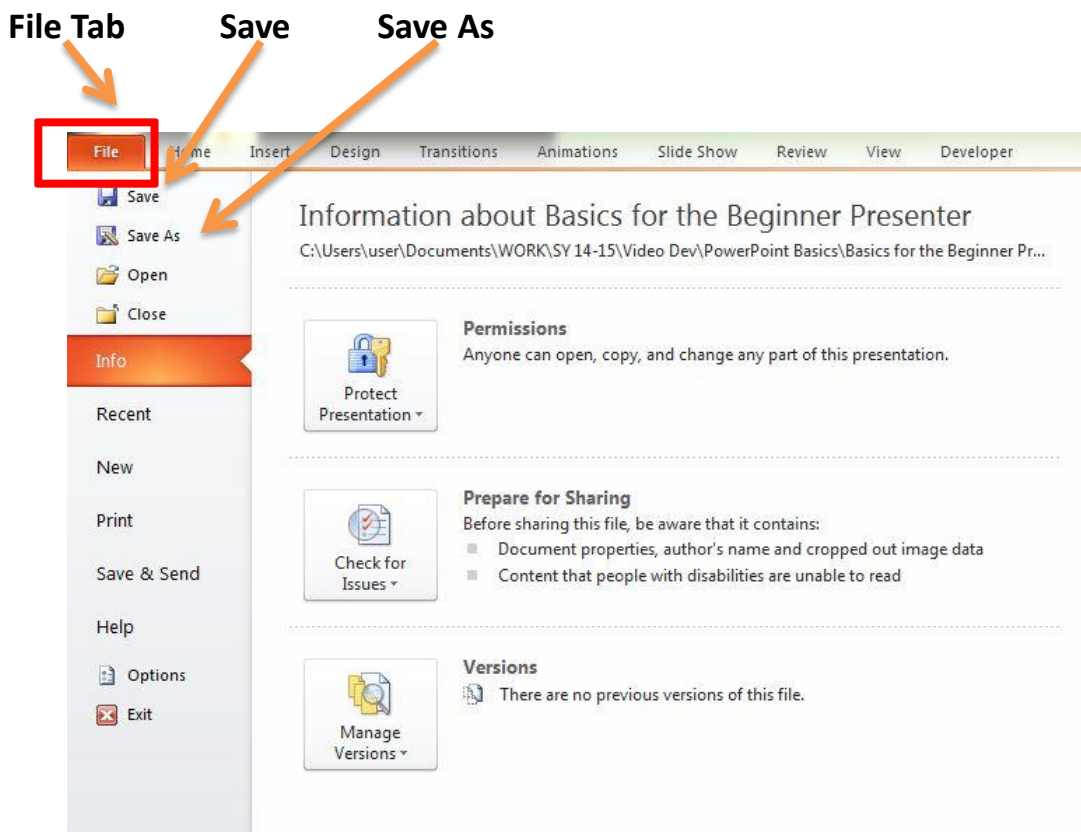 File Tab Save Save As
File Home Insert Design Transitions Animations Slide Show Review View Developer
Save
Save As
Open
Close
Info
Recent
New
Print
Save & Send
Help
Options
Exit
Information about Basics for the Beginner Presenter
C:\Users\user\Documents\WORK\SY 14-15\Video Dev\PowerPoint Basics\Basics for the Beginner Pr...
Protect
Presentation
Permissions
Anyone can open, copy, and change any part of this presentation.
Check for
Issues
Prepare for Sharing
Before sharing this file, be aware that it contains:
Document properties, author's name and cropped out image data
Content that people with disabilities are unable to read
Manage
Versions
Versions
There are no previous versions of this file.